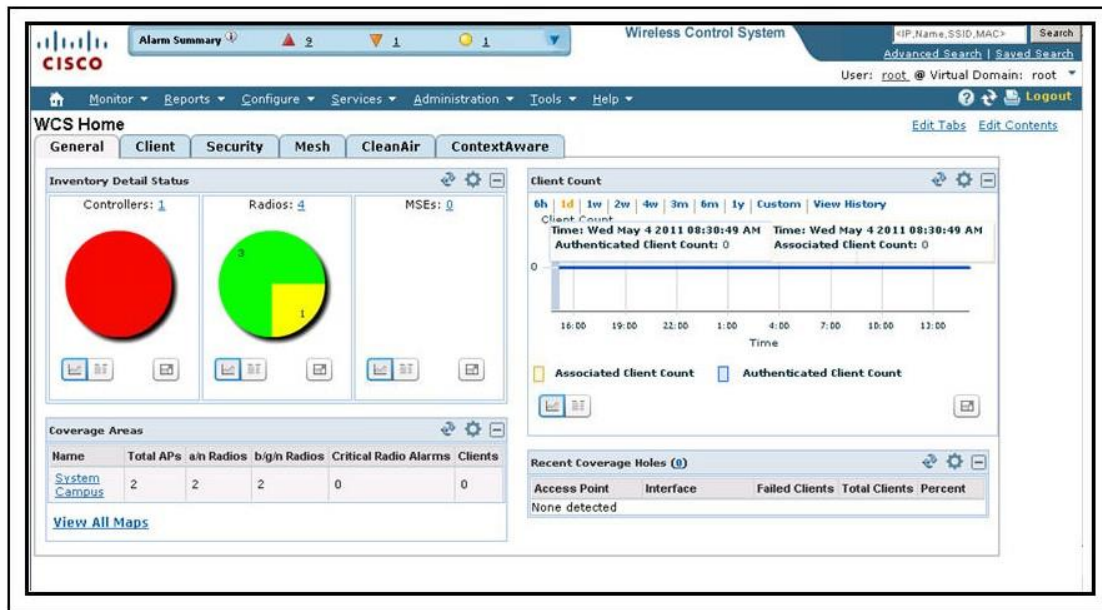 Alarm Summary 9 1 1
Wireless Control System
<IP,Name,SSID,MAC> Search
Advanced Search | Saved Search
CISCO
User: root @ Virtual Domain: root
Monitor Reports Configure Services Administration Tools Help Logout
WCS Home
Edit Tabs Edit Contents
General Client Security Mesh CleanAir ContextAware
Inventory Detail Status
Controllers: 1
Radios: 4
3
1
MSEs: 0
Client Count
6h | 1d | 1w | 2w | 4w | 3m | 6m | 1y | Custom | View History
Client Count
Time: Wed May 4 2011 08:30:49 AM
Authenticated Client Count: 0
Time: Wed May 4 2011 08:30:49 AM
Associated Client Count: 0
0
16:00 19:00 22:00 1:00 4:00 7:00 10:00 13:00
Time
Associated Client Count Authenticated Client Count
Coverage Areas
Name Total APs a/n Radios b/g/n Radios Critical Radio Alarms Clients
System Campus 2 2 2 0 0
View All Maps
Recent Coverage Holes (0)
Access Point Interface Failed Clients Total Clients Percent
None detected